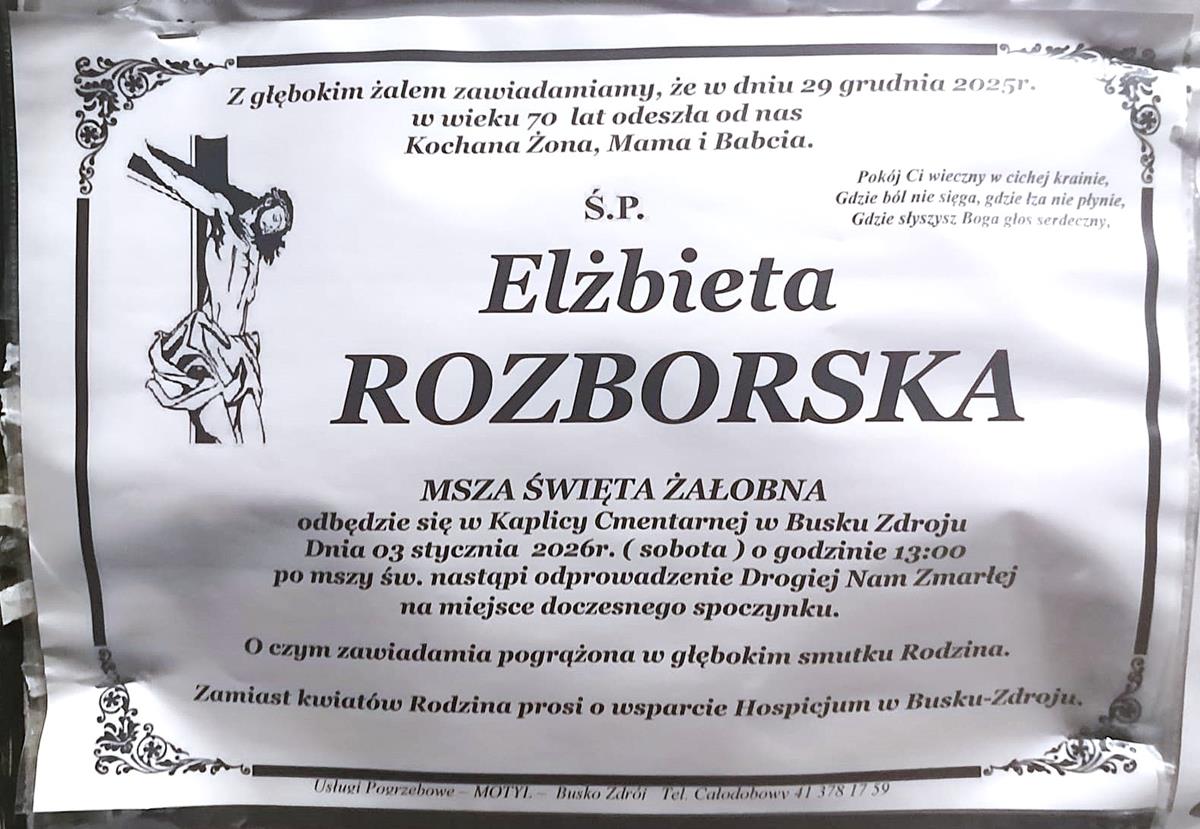 Z głębokim żalem zawiadamiamy, że w dniu 29 grudnia 2025r.
w wieku 70 lat odeszła od nas
Kochana Żona, Mama i Babcia.
Pokój Ci wieczny w cichej krainie,
Gdzie ból nie sięga, gdzie łza nie płynie,
Gdzie słyszysz Boga głos serdeczny,
Ś.P.
Elżbieta
ROZBORSKA
MSZA ŚWIĘTA ŻAŁOBNA
odbędzie się w Kaplicy Cmentarnej w Busku Zdroju
Dnia 03 stycznia 2026r. ( sobota ) o godzinie 13:00
po mszy św. nastąpi odprowadzenie Drogiej Nam Zmarłej
na miejsce doczesnego spoczynku.
O czym zawiadamia pogrążona w głębokim smutku Rodzina.
Zamiast kwiatów Rodzina prosi o wsparcie Hospicjum w Busku-Zdroju.
Usługi Pogrzebowe – MOTYL – Busko Zdrój Tel. Całodobowy 41 378 17 59